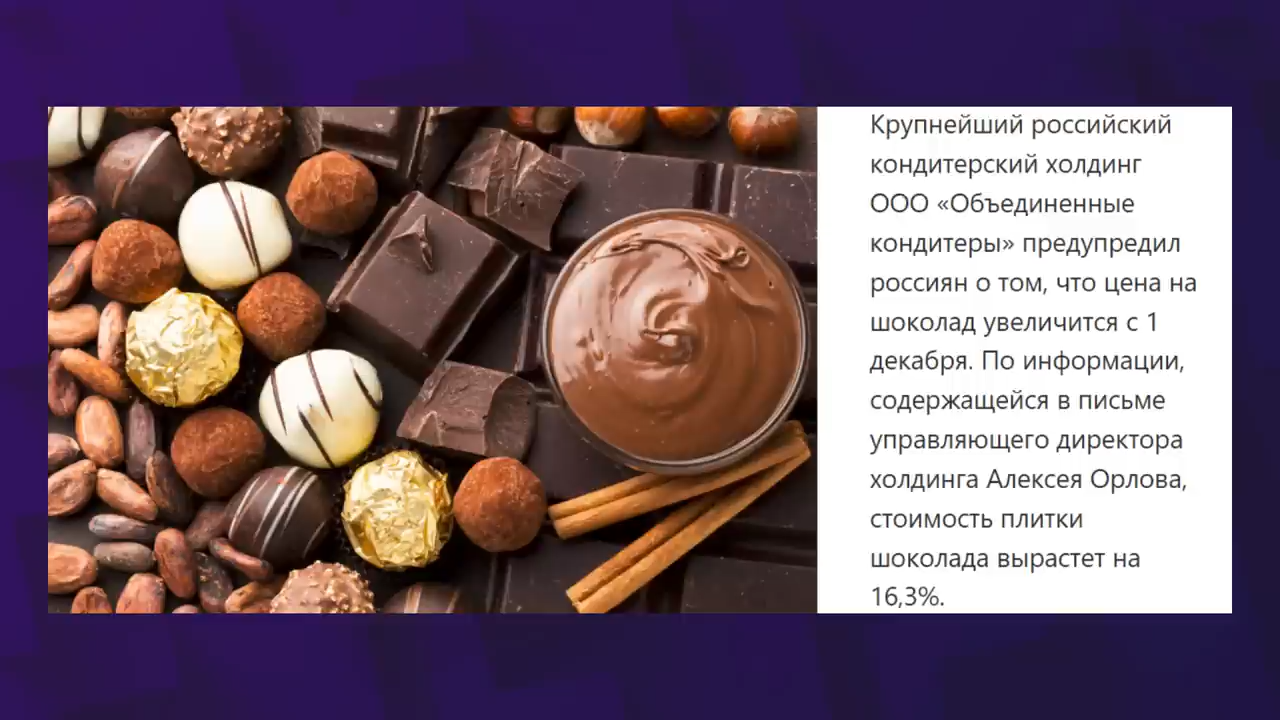 Крупнейший российский
кондитерский холдинг
ООО «Объединенные
кондитеры» предупредил
россиян о том, что цена на
шоколад увеличится с 1
декабря. По информации,
содержащейся в письме
управляющего директора
холдинга Алексея Орлова,
стоимость плитки
шоколада вырастет на
16,3%.